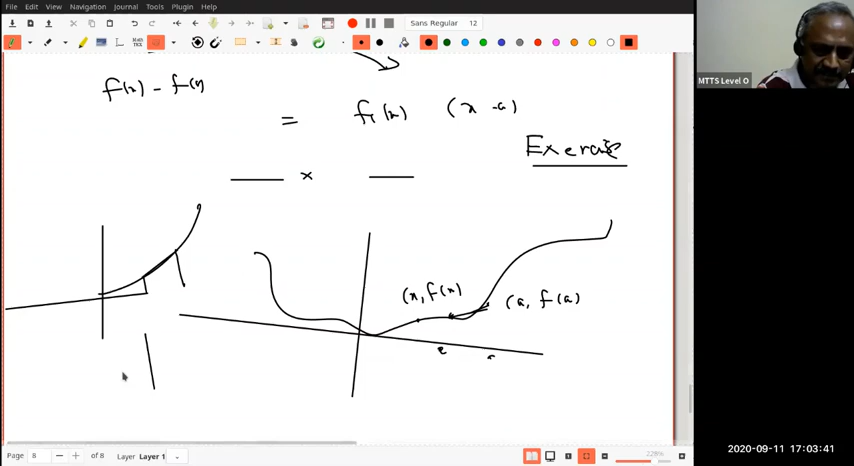 File Edit View Navigation Journal Tools Plugin Help
Sans Regular 12
f(x) - f(y)
= f₁(x) (x - a)
Exercise
x
(x, f(x)
(a, f(a)
MTTS Level O
Page 8 of 8 Layer Layer 1
228%
2020-09-11 17:03:41